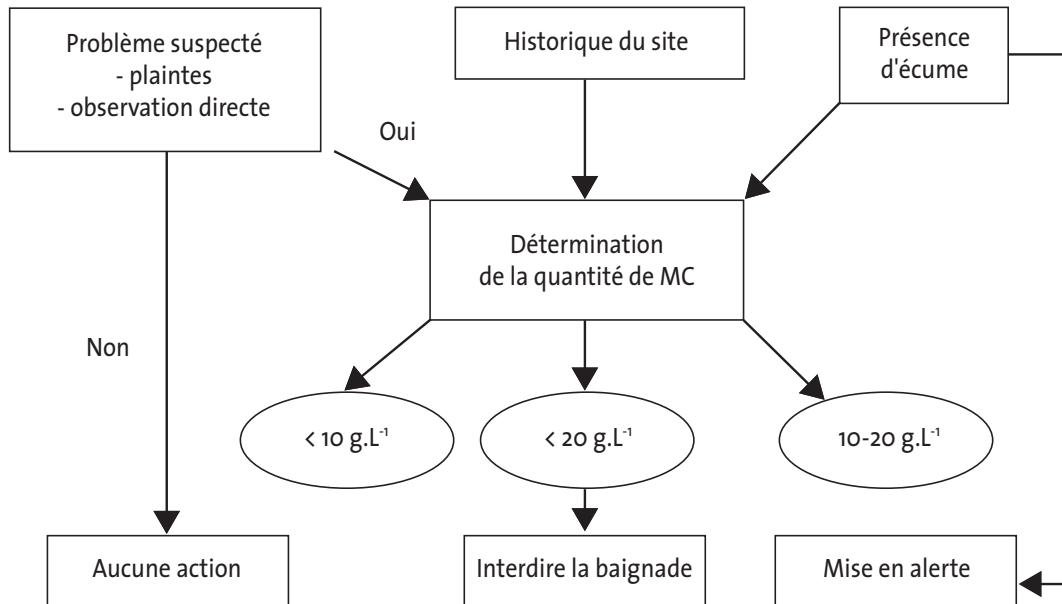 Problème suspecté
- plaintes
- observation directe
Historique du site
Présence
d'écume
Oui
Détermination
de la quantité de MC
Non
< 10 g.L⁻¹
< 20 g.L⁻¹
10-20 g.L⁻¹
Aucune action
Interdire la baignade
Mise en alerte